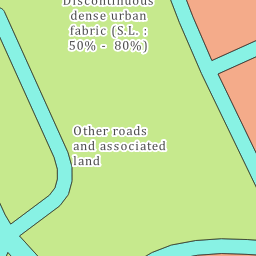 Discontinuous
dense urban
fabric (S.L. :
50% - 80%)
Other roads
and associated
land